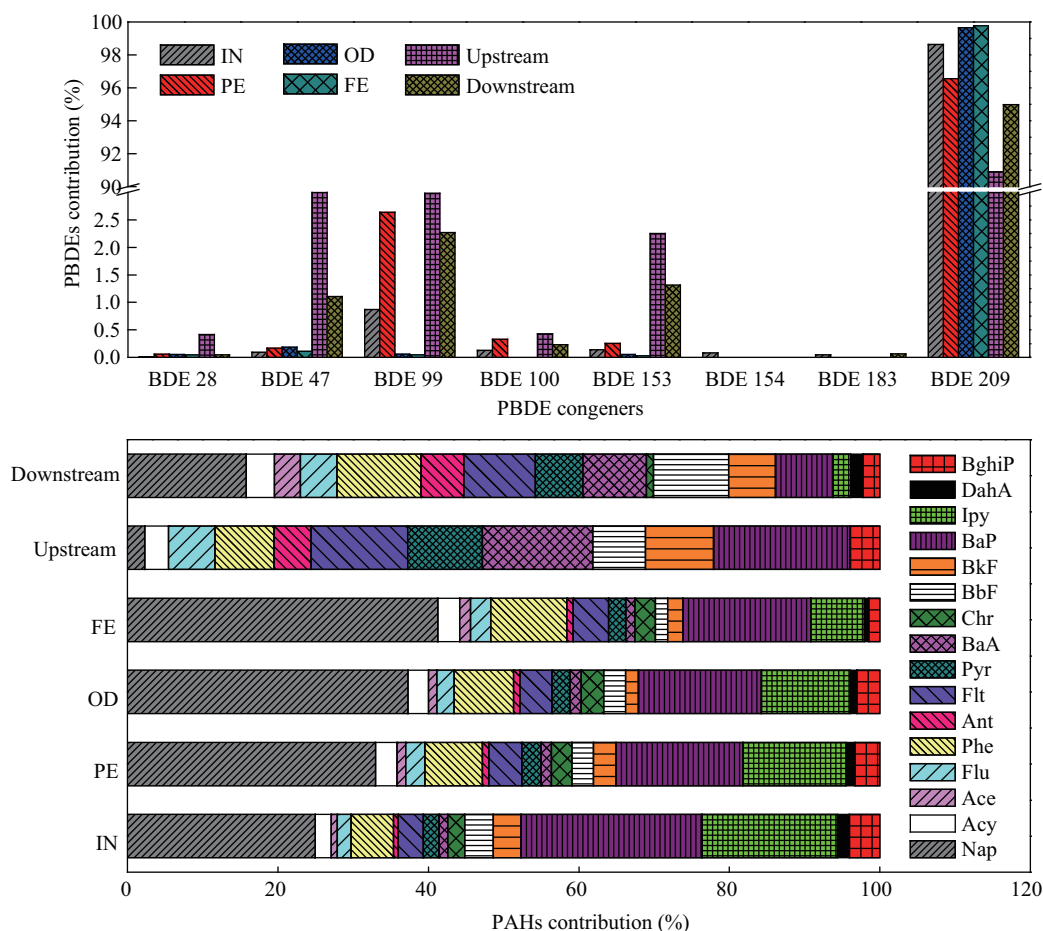 100
98
96
94
92
90
2.5
2.0
1.5
1.0
0.5
0.0
PBDEs contribution (%)
IN OD Upstream
PE FE Downstream
BDE 28 BDE 47 BDE 99 BDE 100 BDE 153 BDE 154 BDE 183 BDE 209
PBDE congeners
Downstream
Upstream
FE
OD
PE
IN
BghiP
DahA
Ipy
BaP
BkF
BbF
Chr
BaA
Pyr
Flt
Ant
Phe
Flu
Ace
Acy
Nap
0 20 40 60 80 100 120
PAHs contribution (%)